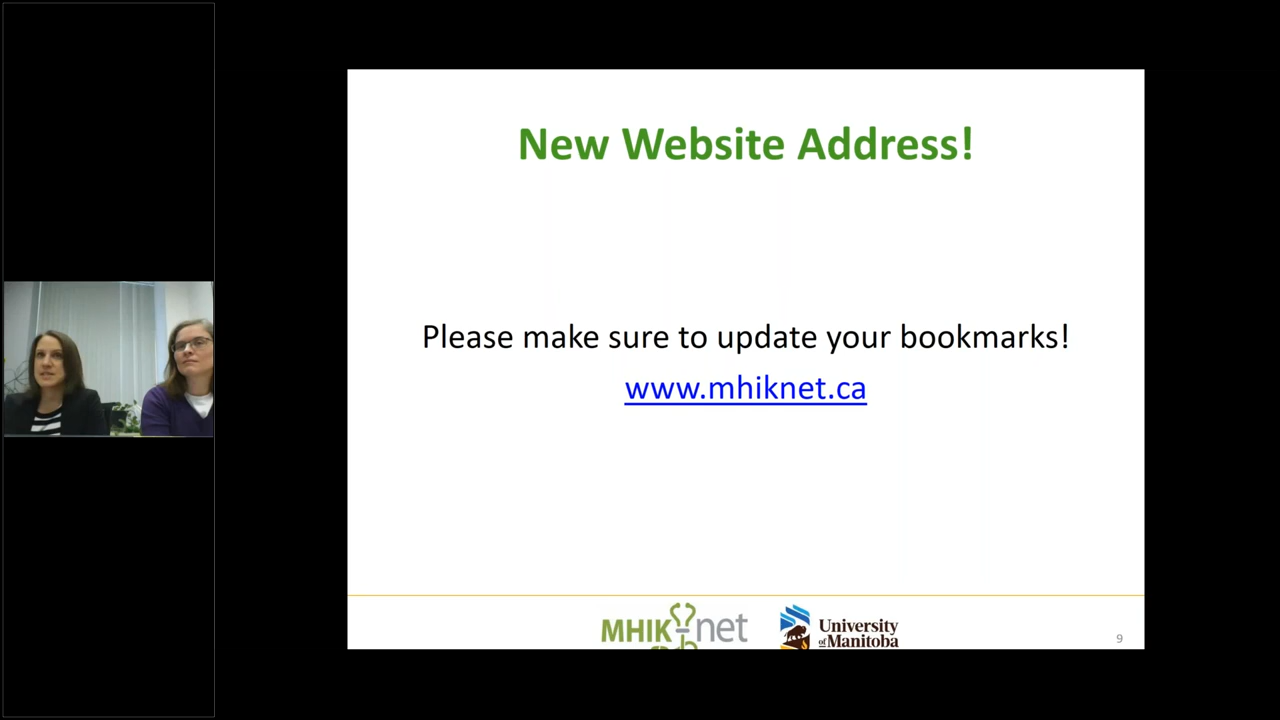 New Website Address!
Please make sure to update your bookmarks!
www.mhiknet.ca
MHIK-net
University
of Manitoba
9